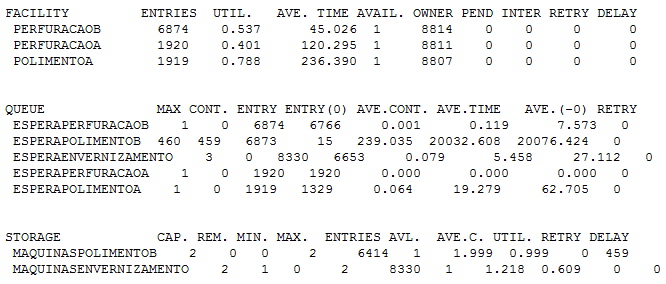 FACILITY ENTRIES UTIL. AVE. TIME AVAIL. OWNER PEND INTER RETRY DELAY
PERFURACAOB 6874 0.537 45.026 1 8814 0 0 0 0
PERFURACAOA 1920 0.401 120.295 1 8811 0 0 0 0
POLIMENTOA 1919 0.788 236.390 1 8807 0 0 0 0
QUEUE MAX CONT. ENTRY ENTRY(0) AVE.CONT. AVE.TIME AVE.(-0) RETRY
ESPERAPERFURACAOB 1 0 6874 6766 0.001 0.119 7.573 0
ESPERAPOLIMENTOB 460 459 6873 15 239.035 20032.608 20076.424 0
ESPERAENVERNIZAMENTO 3 0 8330 6653 0.079 5.458 27.112 0
ESPERAPERFURACAOA 1 0 1920 1920 0.000 0.000 0.000 0
ESPERAPOLIMENTOA 1 0 1919 1329 0.064 19.279 62.705 0
STORAGE CAP. REM. MIN. MAX. ENTRIES AVL. AVE.C. UTIL. RETRY DELAY
MAQUINASPOLIMENTOB 2 0 0 2 6414 1 1.999 0.999 0 459
MAQUINASENVERNIZAMENTO 2 1 0 2 8330 1 1.218 0.609 0 0